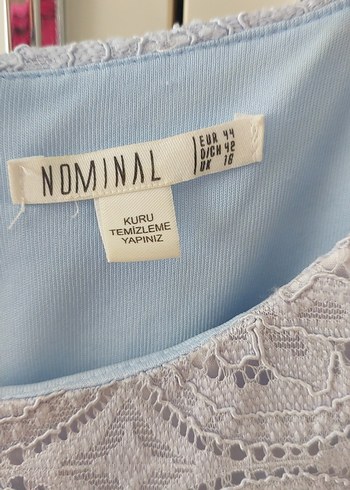 NOMINAL
EUR 44
D/CH 42
UK 16
KURU
TEMİZLEME
YAPINIZ